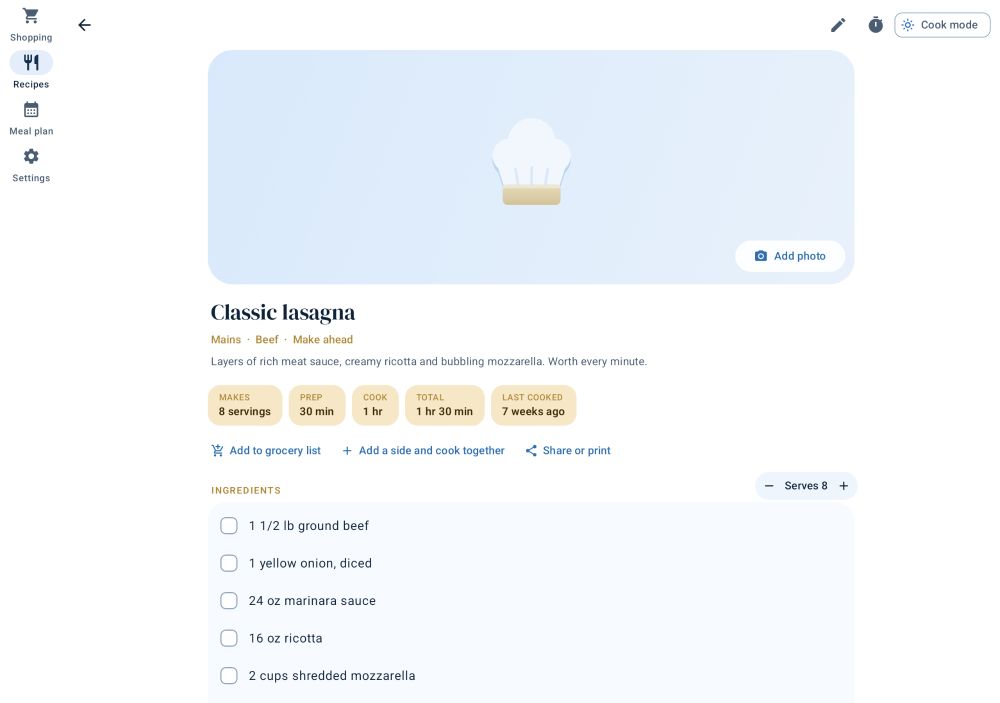 Shopping
Recipes
Meal plan
Settings
Cook mode
Add photo
Classic lasagna
Mains · Beef · Make ahead
Layers of rich meat sauce, creamy ricotta and bubbling mozzarella. Worth every minute.
MAKES
8 servings
PREP
30 min
COOK
1 hr
TOTAL
1 hr 30 min
LAST COOKED
7 weeks ago
Add to grocery list
Add a side and cook together
Share or print
INGREDIENTS
Serves 8
1 1/2 lb ground beef
1 yellow onion, diced
24 oz marinara sauce
16 oz ricotta
2 cups shredded mozzarella